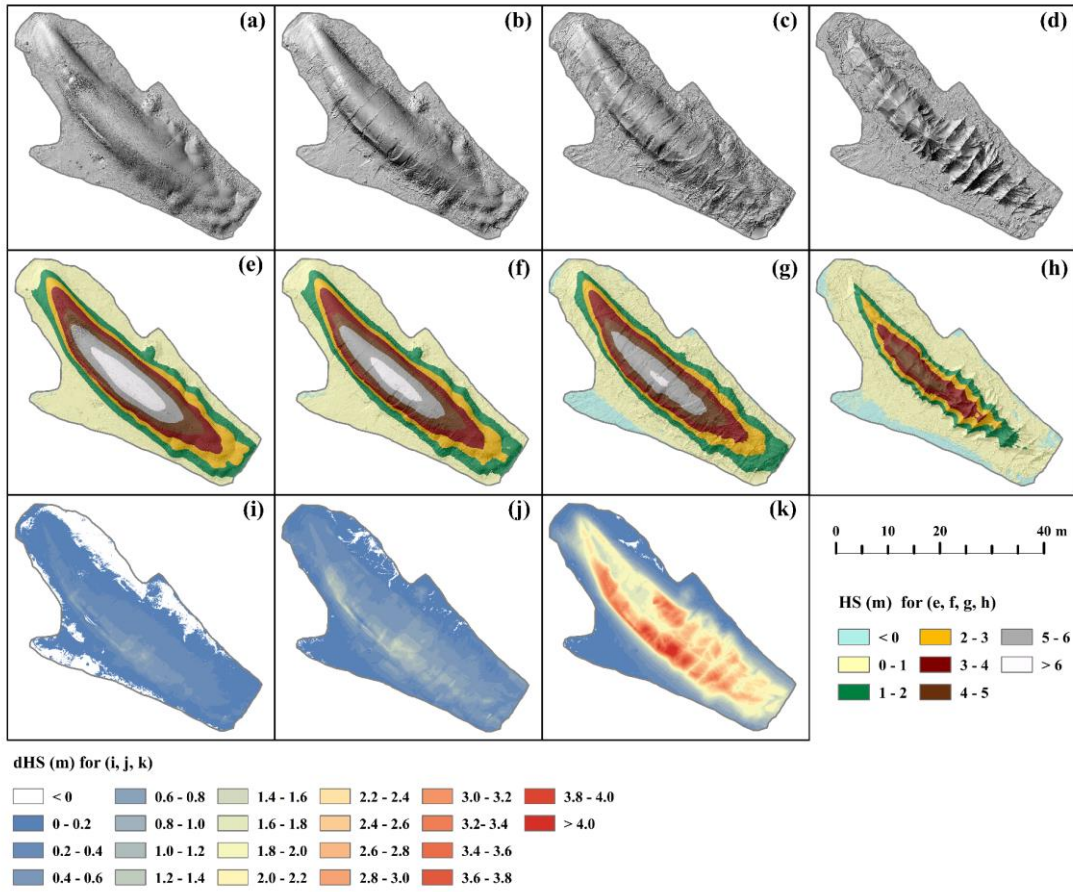 (a) (b) (c) (d)
(e) (f) (g) (h)
(i) (j) (k)
0 10 20 40 m
HS (m) for (e, f, g, h)
< 0 2 - 3 5 - 6
0 - 1 3 - 4 > 6
1 - 2 4 - 5
dHS (m) for (i, j, k)
< 0 0.6 - 0.8 1.4 - 1.6 2.2 - 2.4 3.0 - 3.2 3.8 - 4.0
0 - 0.2 0.8 - 1.0 1.6 - 1.8 2.4 - 2.6 3.2- 3.4 > 4.0
0.2 - 0.4 1.0 - 1.2 1.8 - 2.0 2.6 - 2.8 3.4 - 3.6
0.4 - 0.6 1.2 - 1.4 2.0 - 2.2 2.8 - 3.0 3.6 - 3.8